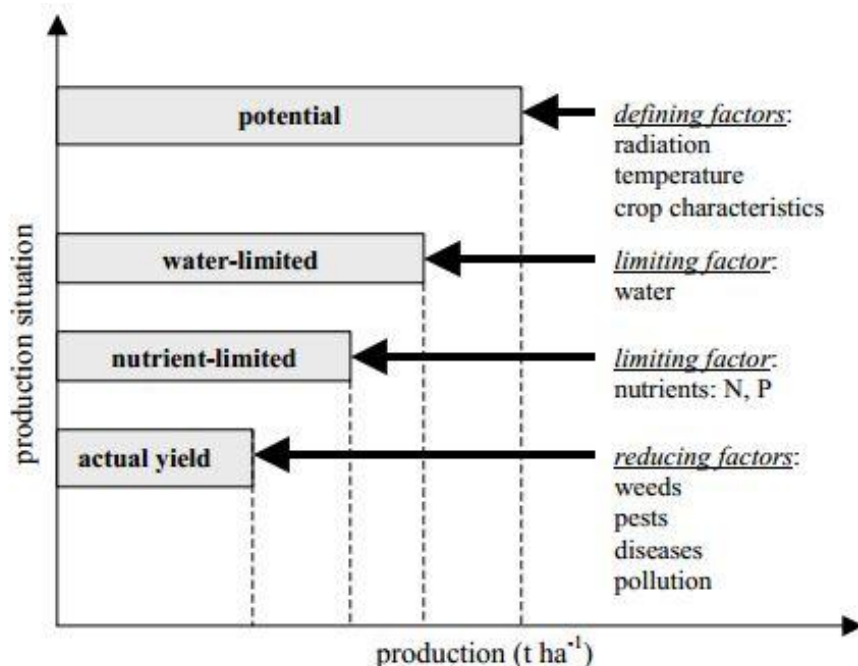 potential
defining factors:
radiation
temperature
crop characteristics
water-limited
limiting factor:
water
nutrient-limited
limiting factor:
nutrients: N, P
actual yield
reducing factors:
weeds
pests
diseases
pollution
production situation
production (t ha⁻¹)